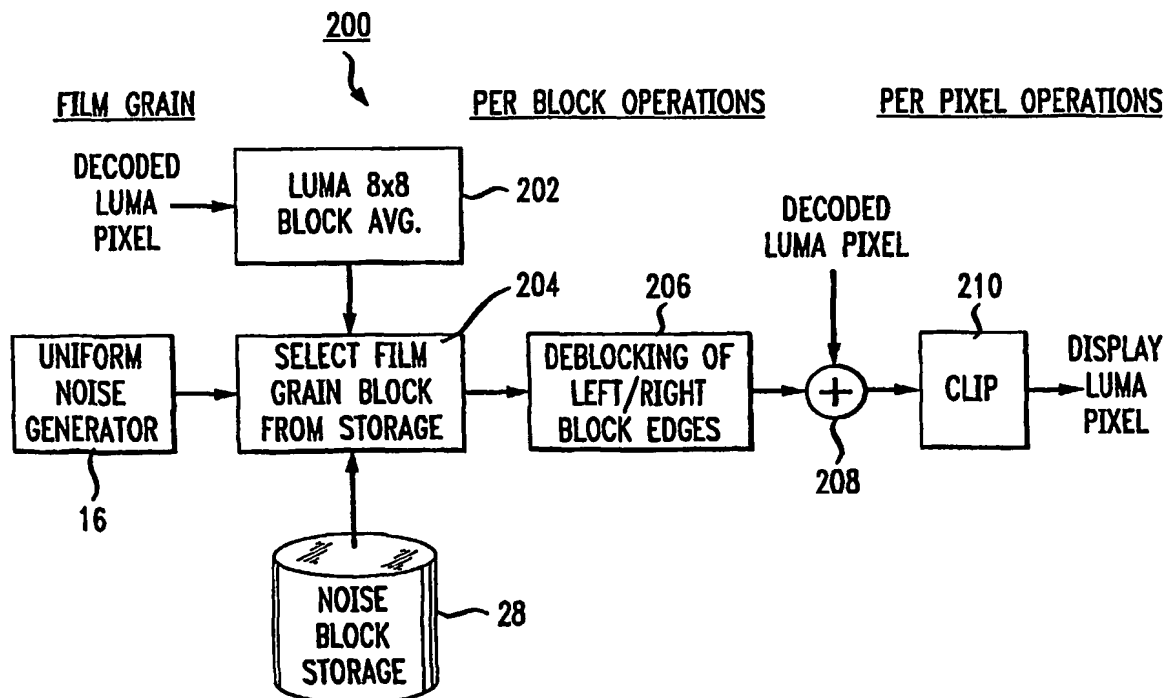 200
FILM GRAIN
PER BLOCK OPERATIONS
PER PIXEL OPERATIONS
DECODED
LUMA
PIXEL
LUMA 8x8
BLOCK AVG.
202
DECODED
LUMA PIXEL
UNIFORM
NOISE
GENERATOR
16
SELECT FILM
GRAIN BLOCK
FROM STORAGE
204
DEBLOCKING OF
LEFT/RIGHT
BLOCK EDGES
206
+
208
CLIP
210
DISPLAY
LUMA
PIXEL
NOISE
BLOCK
STORAGE
28